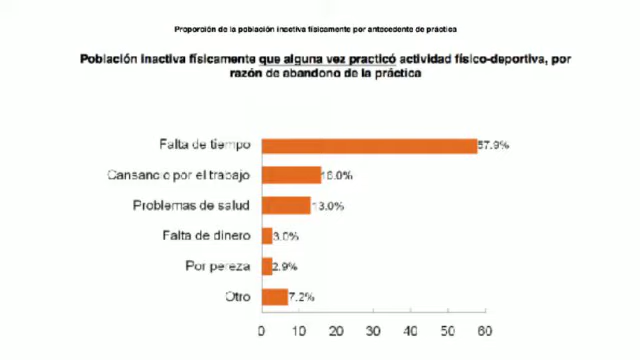 Proporción de la población inactiva físicamente por antecedente de práctica
Población inactiva físicamente que alguna vez practicó actividad físico-deportiva, por
razón de abandono de la práctica
Falta de tiempo 57.9%
Cansancio por el trabajo 16.0%
Problemas de salud 13.0%
Falta de dinero 3.0%
Por pereza 2.9%
Otro 7.2%
0 10 20 30 40 50 60